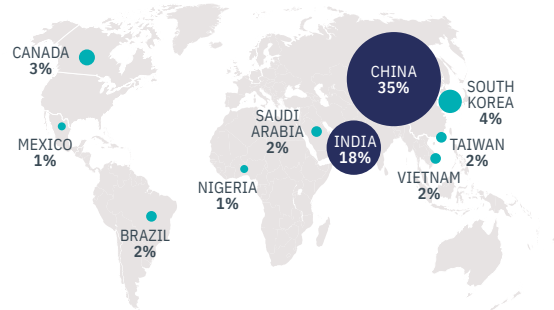 CANADA
3%
CHINA
35%
SOUTH
KOREA
4%
SAUDI
ARABIA
2%
INDIA
18%
MEXICO
1%
TAIWAN
2%
VIETNAM
2%
NIGERIA
1%
BRAZIL
2%